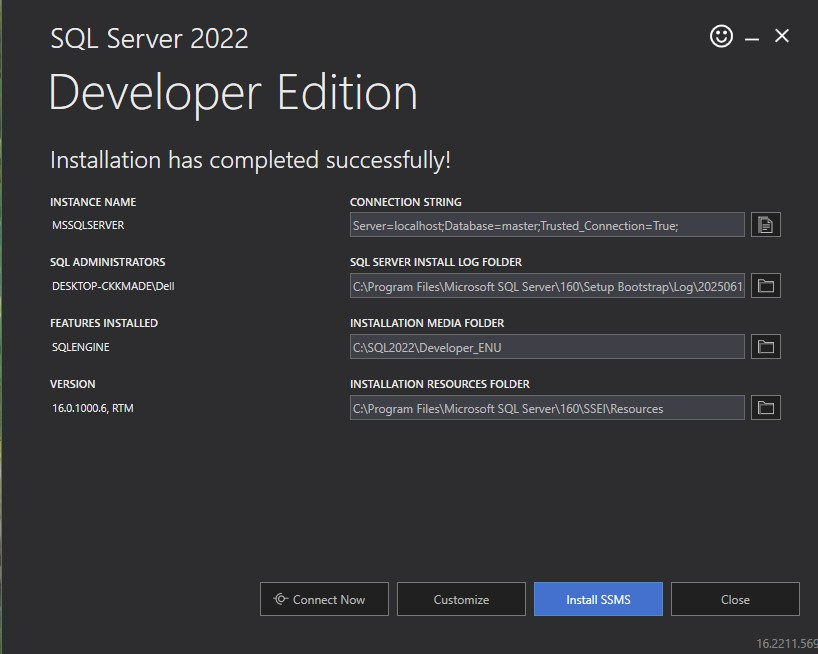 SQL Server 2022
Developer Edition
Installation has completed successfully!
INSTANCE NAME
MSSQLSERVER
CONNECTION STRING
Server=localhost;Database=master;Trusted_Connection=True;
SQL ADMINISTRATORS
DESKTOP-CKKMADE\Dell
SQL SERVER INSTALL LOG FOLDER
C:\Program Files\Microsoft SQL Server\160\Setup Bootstrap\Log\2025061
FEATURES INSTALLED
SQLENGINE
INSTALLATION MEDIA FOLDER
C:\SQL2022\Developer_ENU
VERSION
16.0.1000.6, RTM
INSTALLATION RESOURCES FOLDER
C:\Program Files\Microsoft SQL Server\160\SSEI\Resources
Connect Now
Customize
Install SSMS
Close
16.2211.569